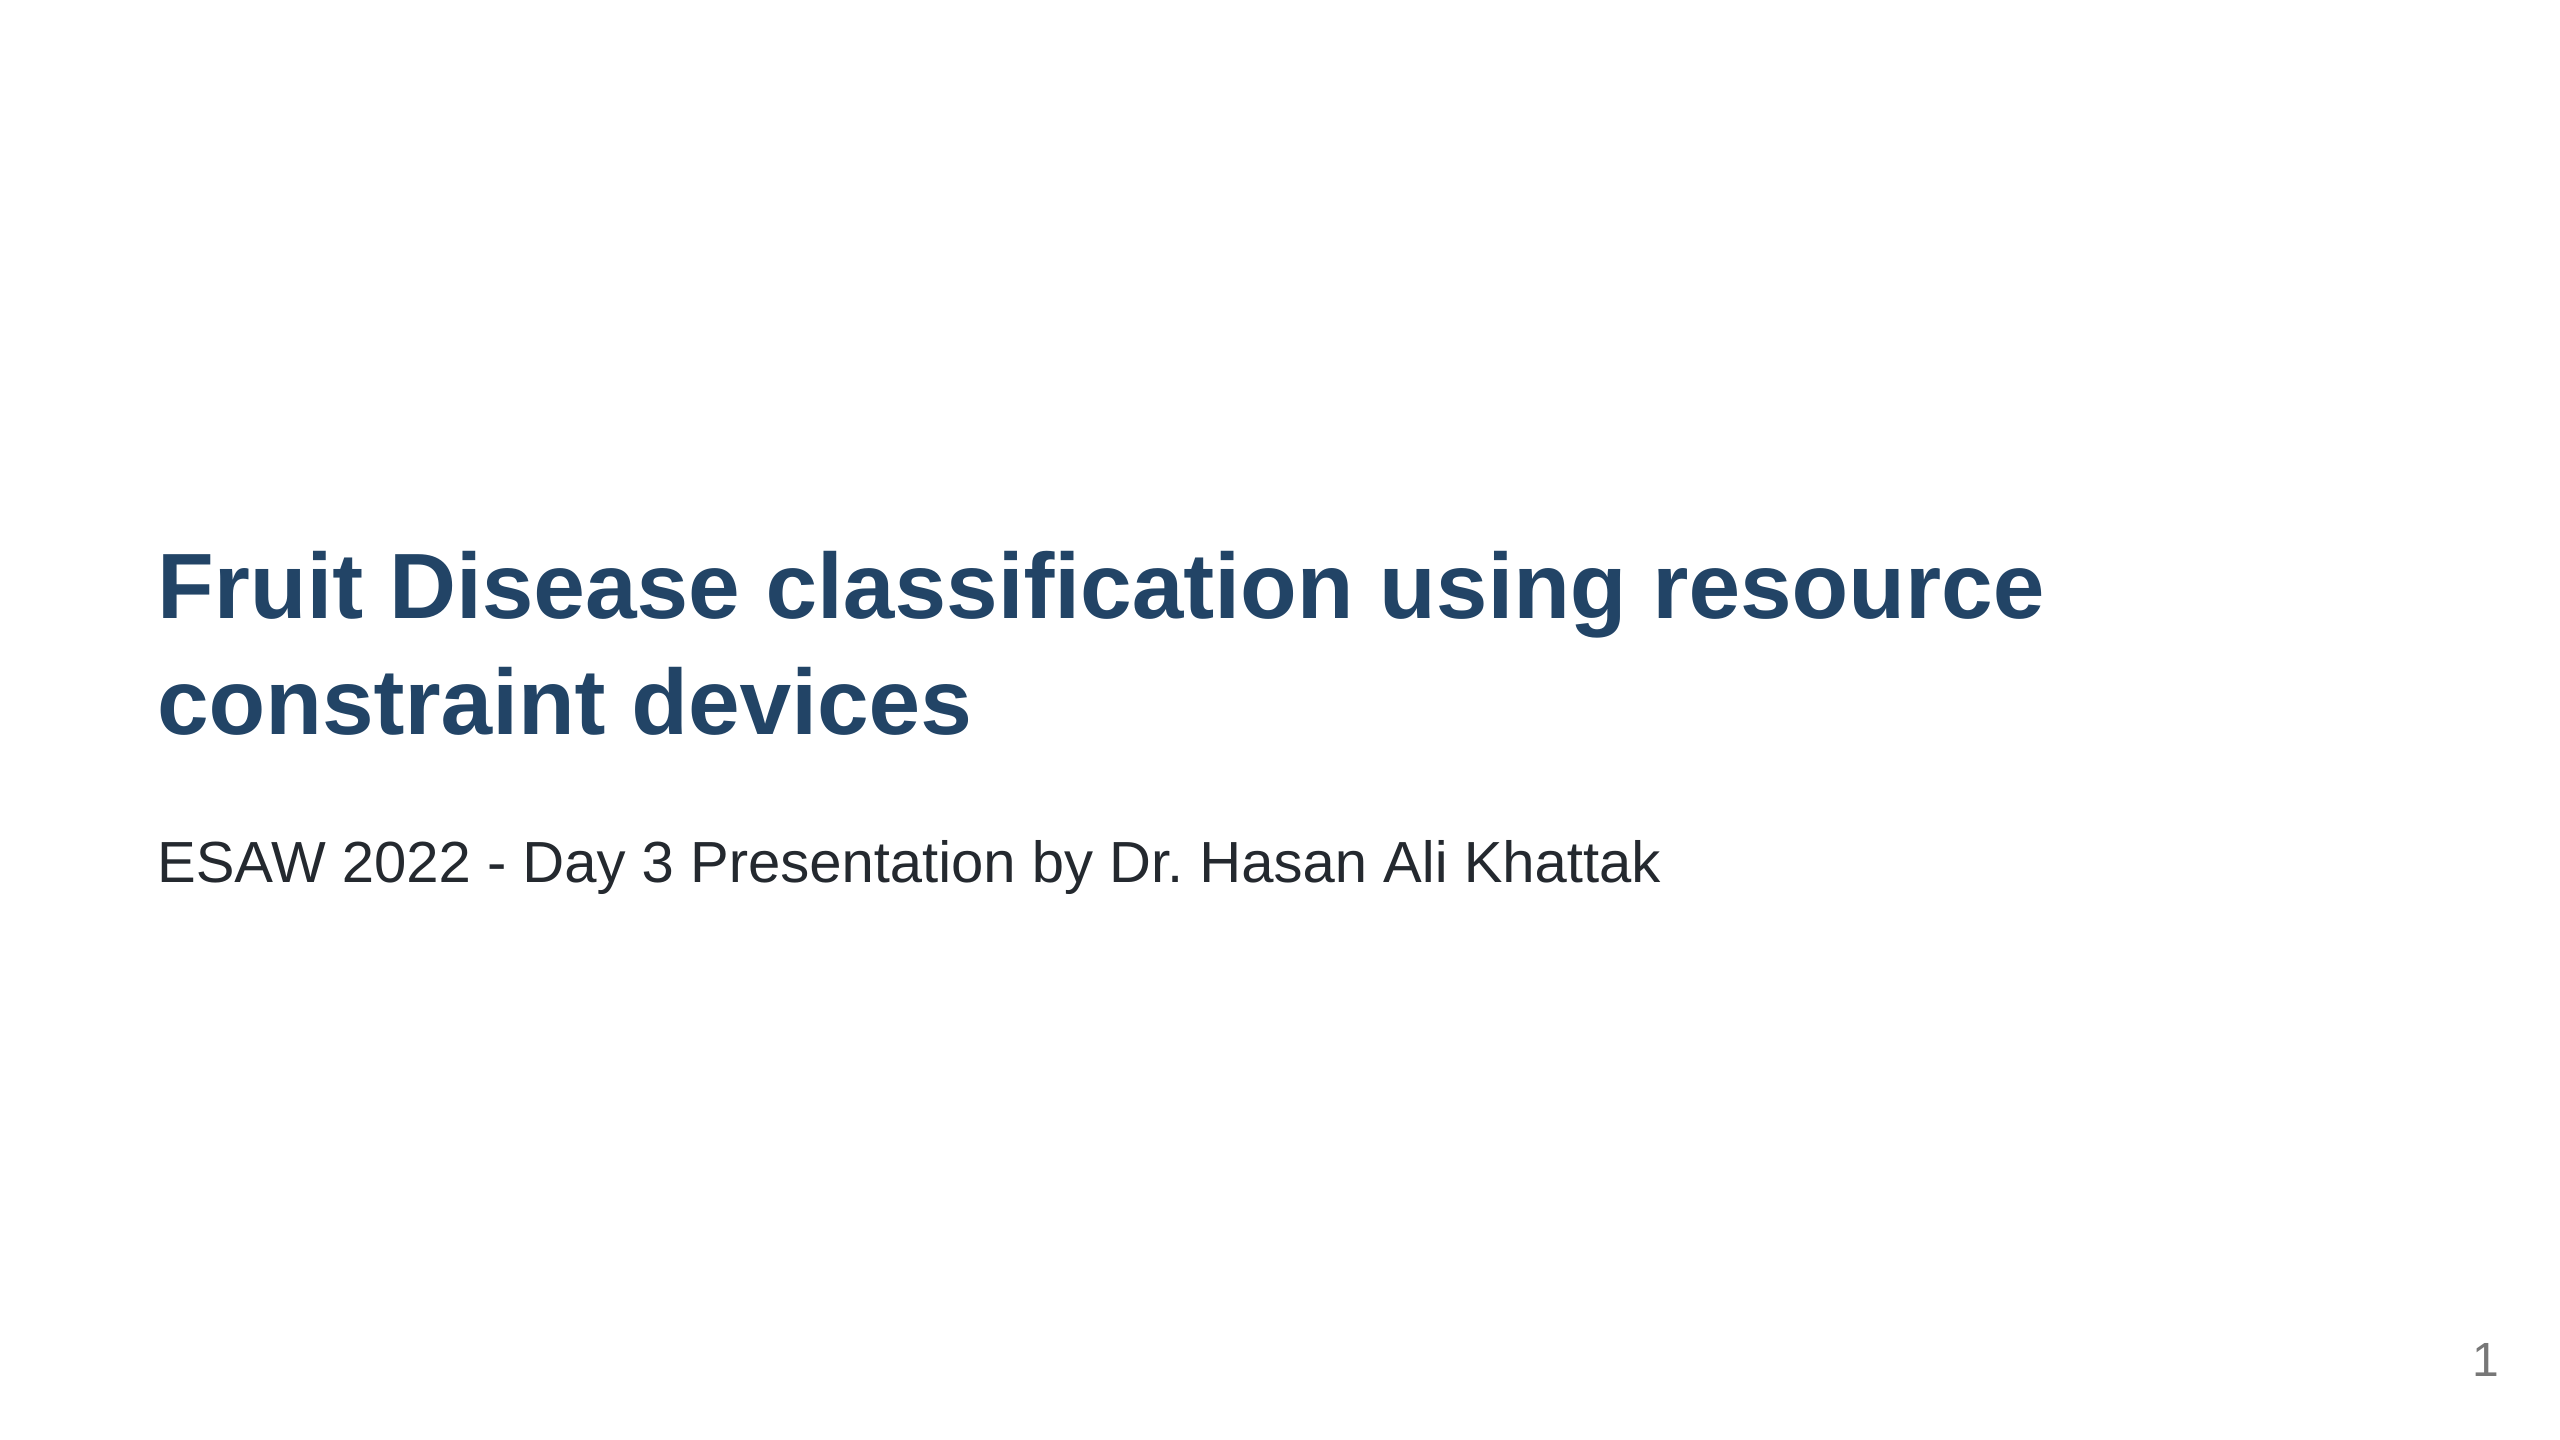 Fruit Disease classification using resource
constraint devices
ESAW 2022 - Day 3 Presentation by Dr. Hasan Ali Khattak
1